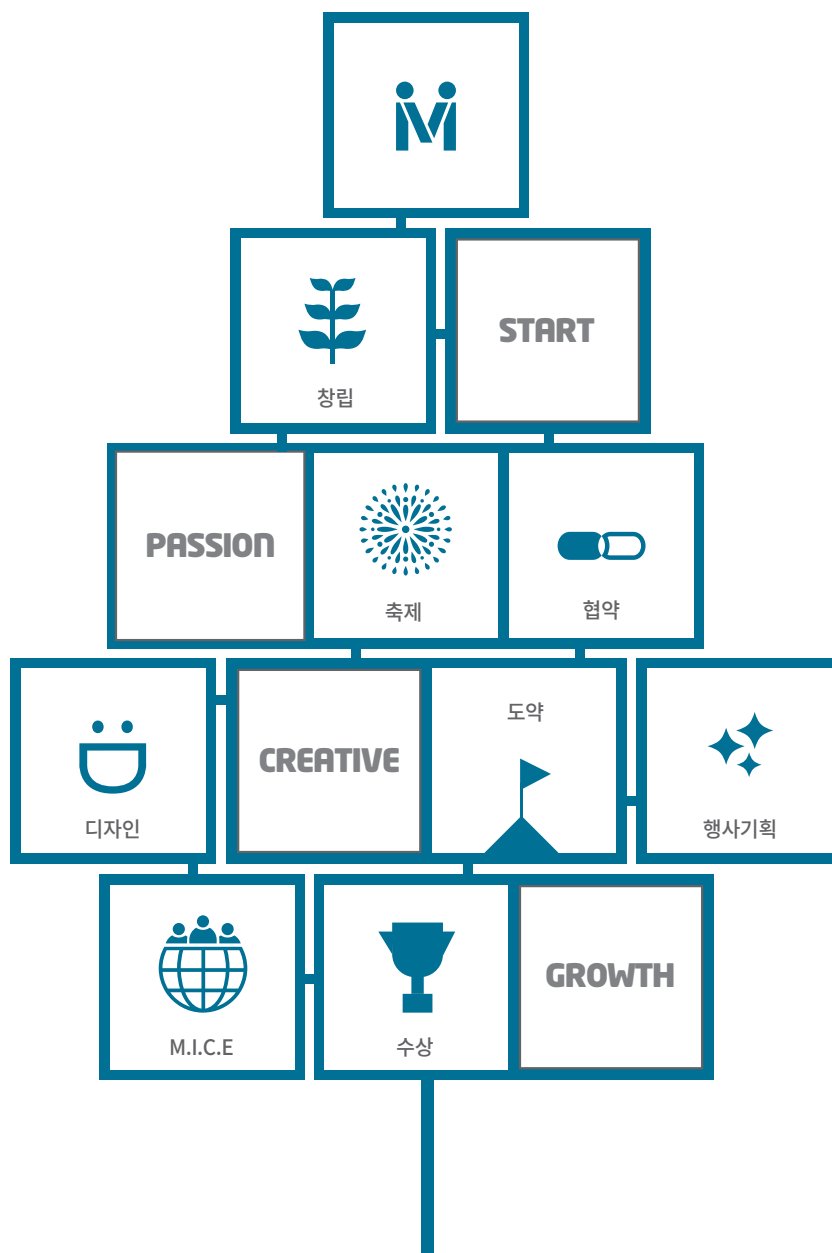 M
창립
START
PASSION
축제
협약
디자인
CREATIVE
도약
행사기획
M.I.C.E
수상
GROWTH